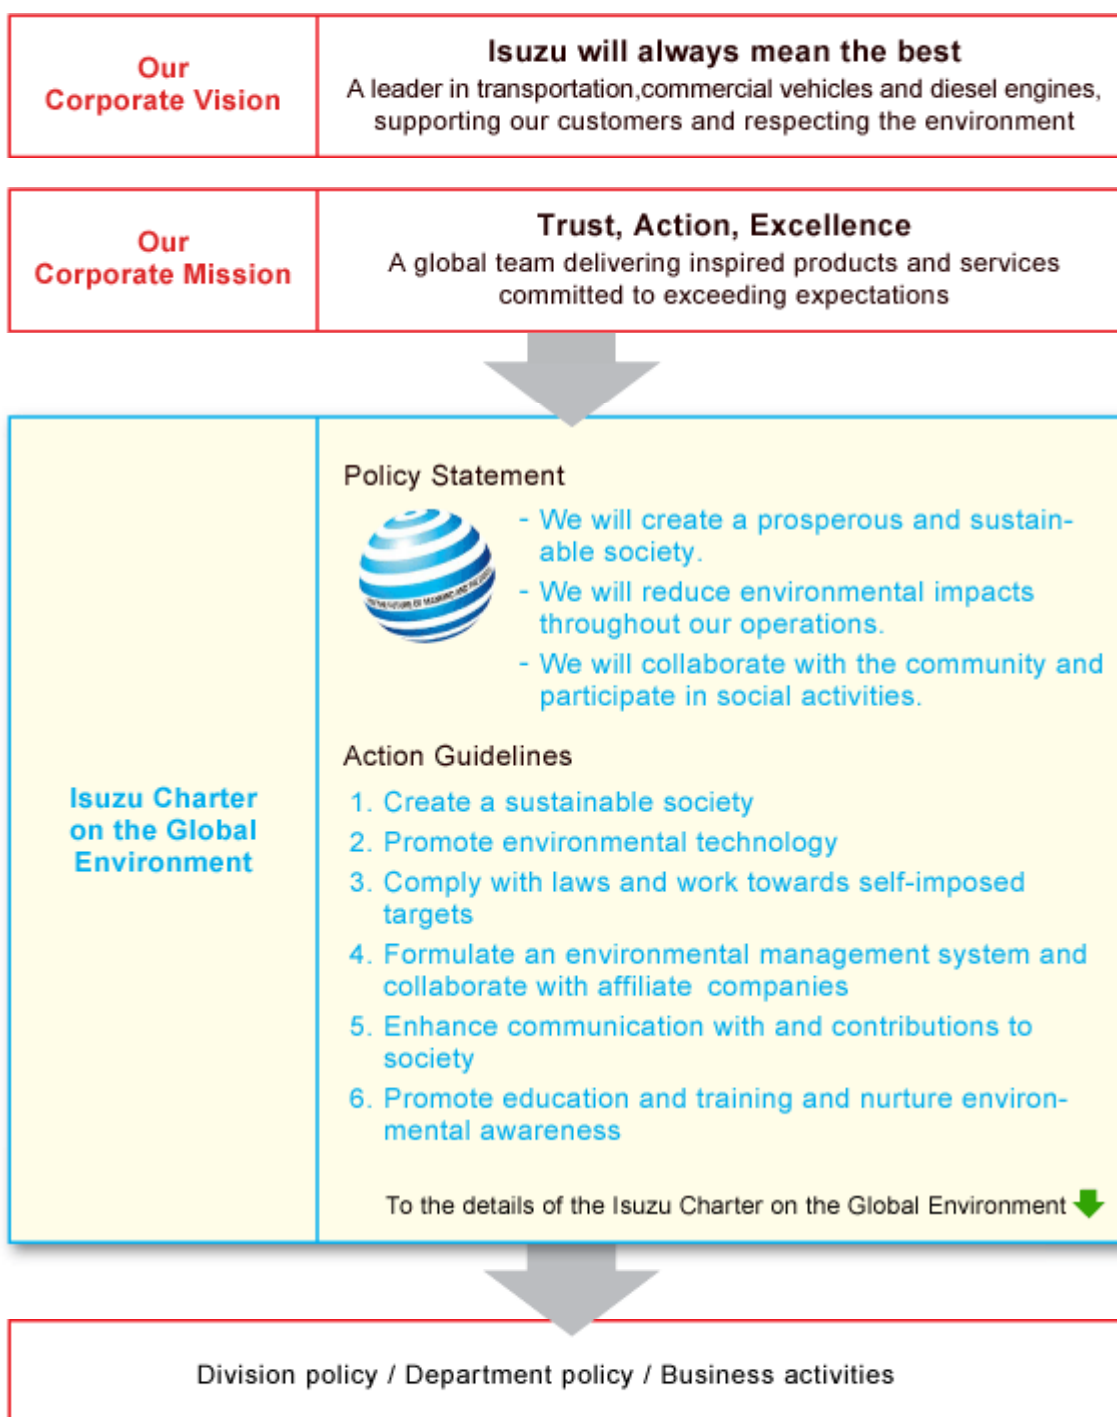 Our
Corporate Vision
Isuzu will always mean the best
A leader in transportation,commercial vehicles and diesel engines,
supporting our customers and respecting the environment
Our
Corporate Mission
Trust, Action, Excellence
A global team delivering inspired products and services
committed to exceeding expectations
Isuzu Charter
on the Global
Environment
Policy Statement
FOR THE FUTURE OF MANKIND AND THE
- We will create a prosperous and sustain-
able society.
- We will reduce environmental impacts
throughout our operations.
- We will collaborate with the community and
participate in social activities.
Action Guidelines
1. Create a sustainable society
2. Promote environmental technology
3. Comply with laws and work towards self-imposed
targets
4. Formulate an environmental management system and
collaborate with affiliate companies
5. Enhance communication with and contributions to
society
6. Promote education and training and nurture environ-
mental awareness
To the details of the Isuzu Charter on the Global Environment
Division policy / Department policy / Business activities